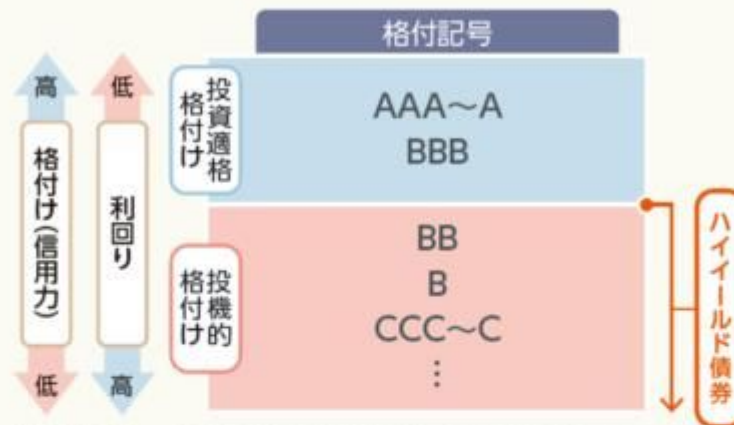 格付記号
高
低
格付け(信用力)
利回り
低
高
投資適格
格付け
AAA～A
BBB
投機的
格付け
BB
B
CCC～C
⋮
ハイイールド債券